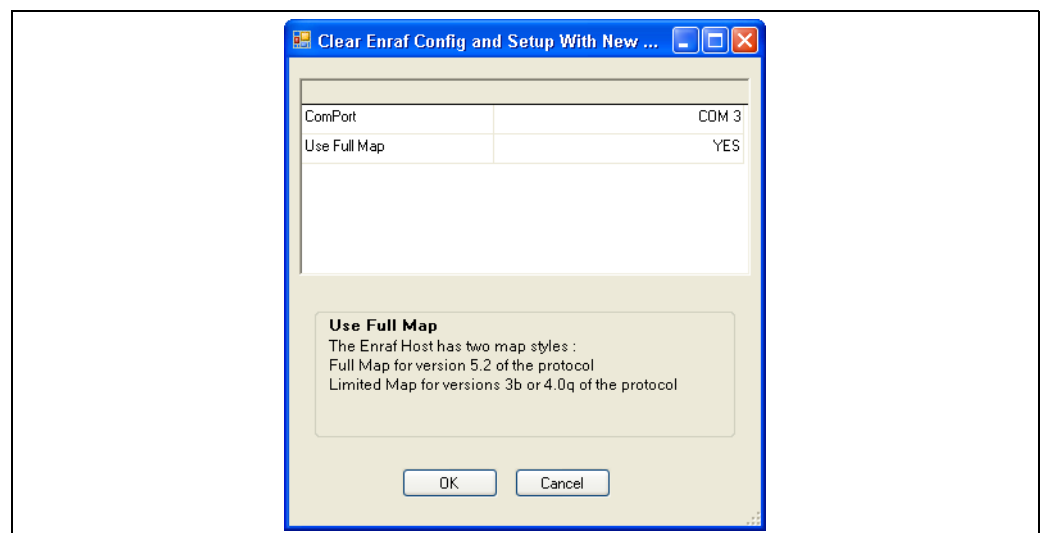 Clear Enraf Config and Setup With New ...
ComPort COM 3
Use Full Map YES
Use Full Map
The Enraf Host has two map styles :
Full Map for version 5.2 of the protocol
Limited Map for versions 3b or 4.0q of the protocol
OK Cancel